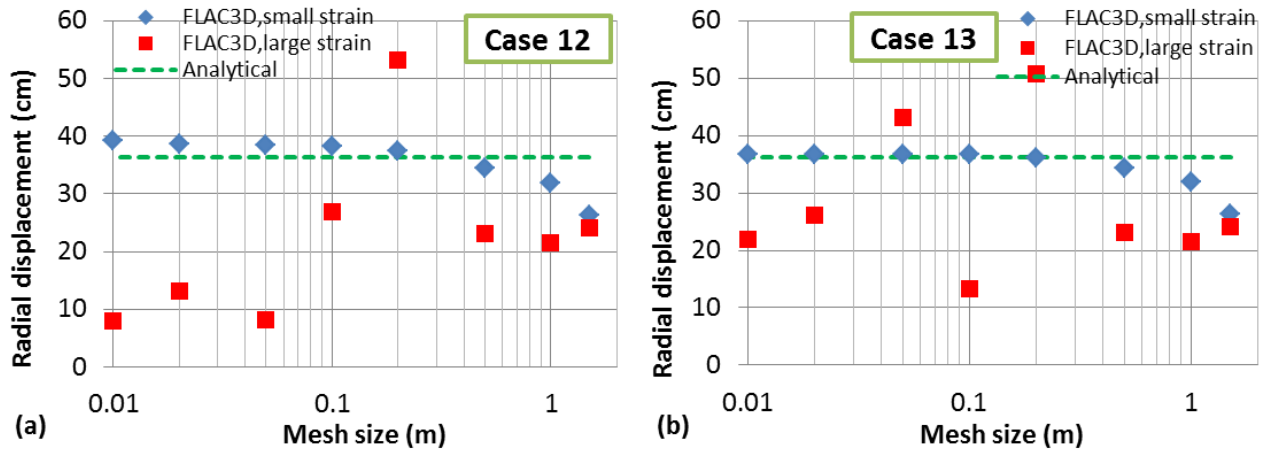 FLAC3D,small strain
FLAC3D,large strain
Analytical
Case 12
Radial displacement (cm)
60
50
40
30
20
10
0
0.01
0.1
1
Mesh size (m)
(a)
FLAC3D,small strain
FLAC3D,large strain
Analytical
Case 13
Radial displacement (cm)
60
50
40
30
20
10
0
0.01
0.1
1
Mesh size (m)
(b)